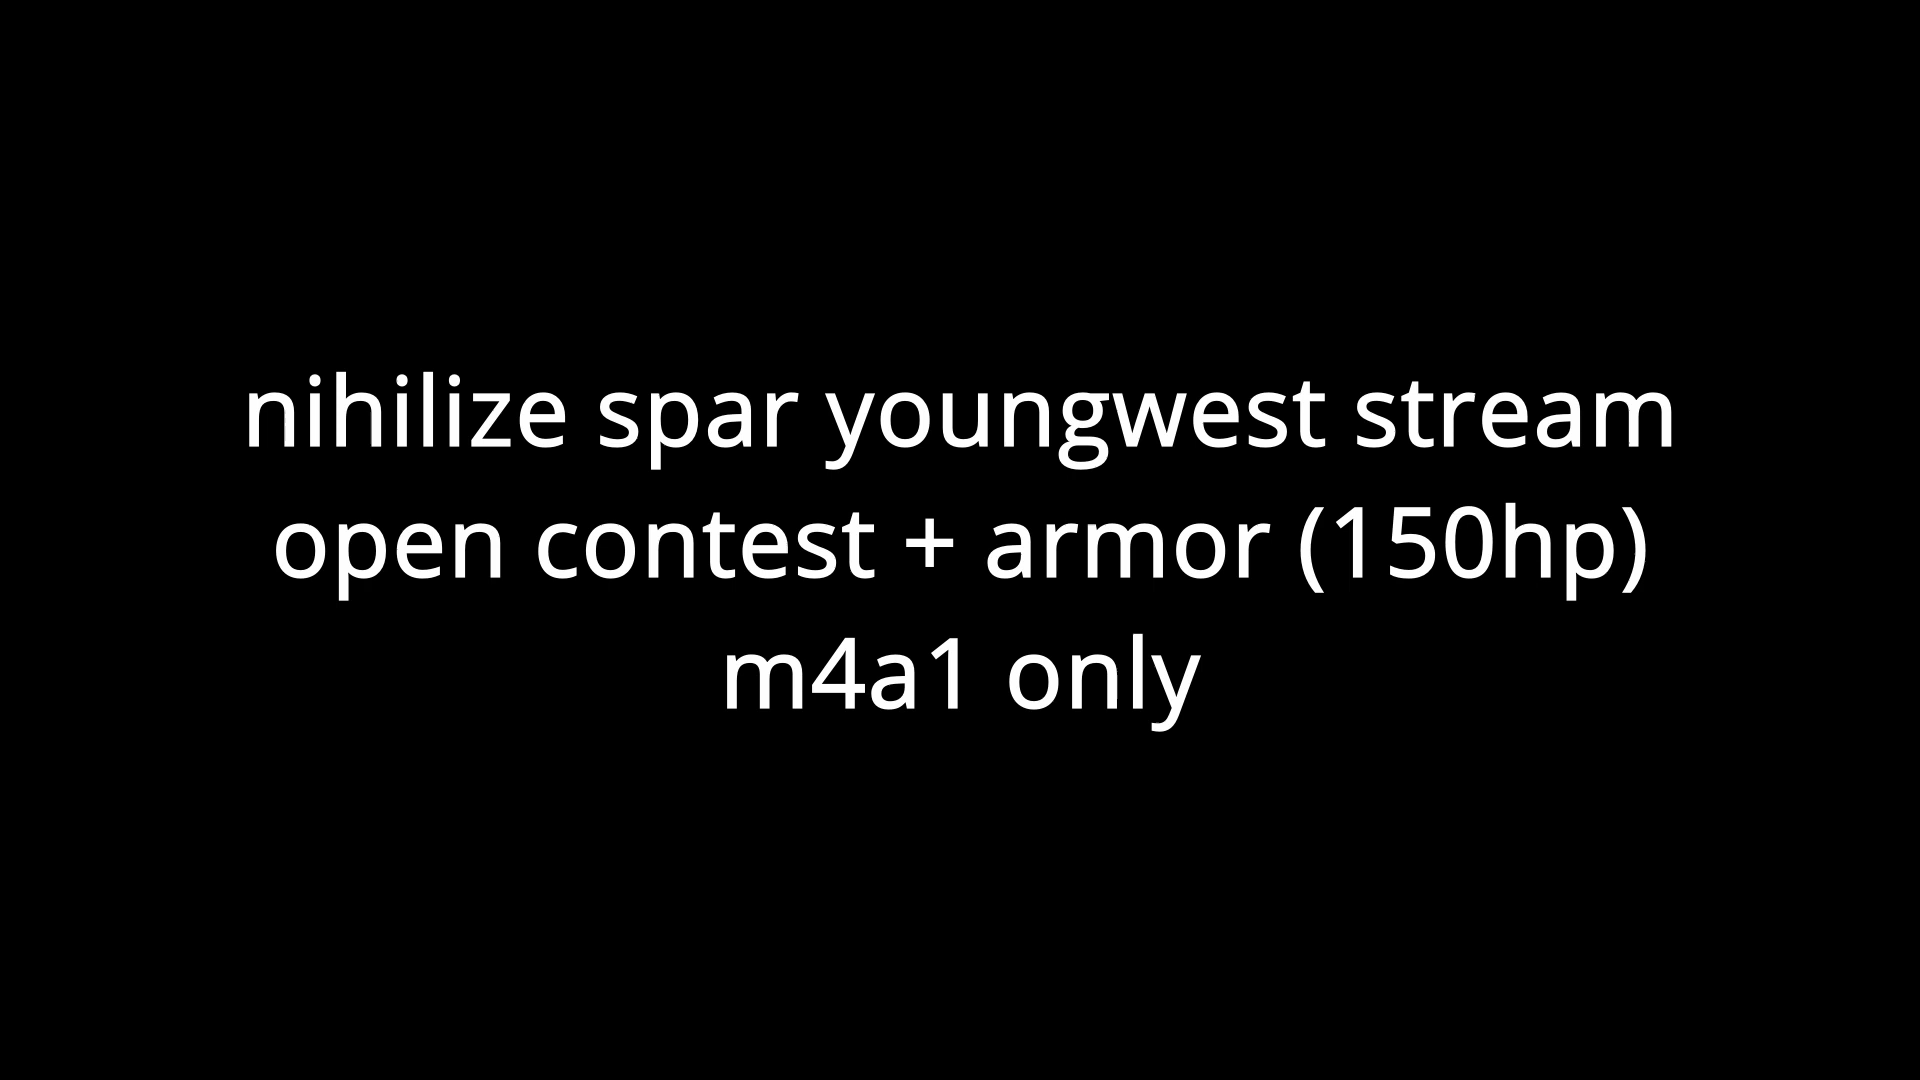 nihilize spar youngwest stream
open contest + armor (150hp)
m4a1 only